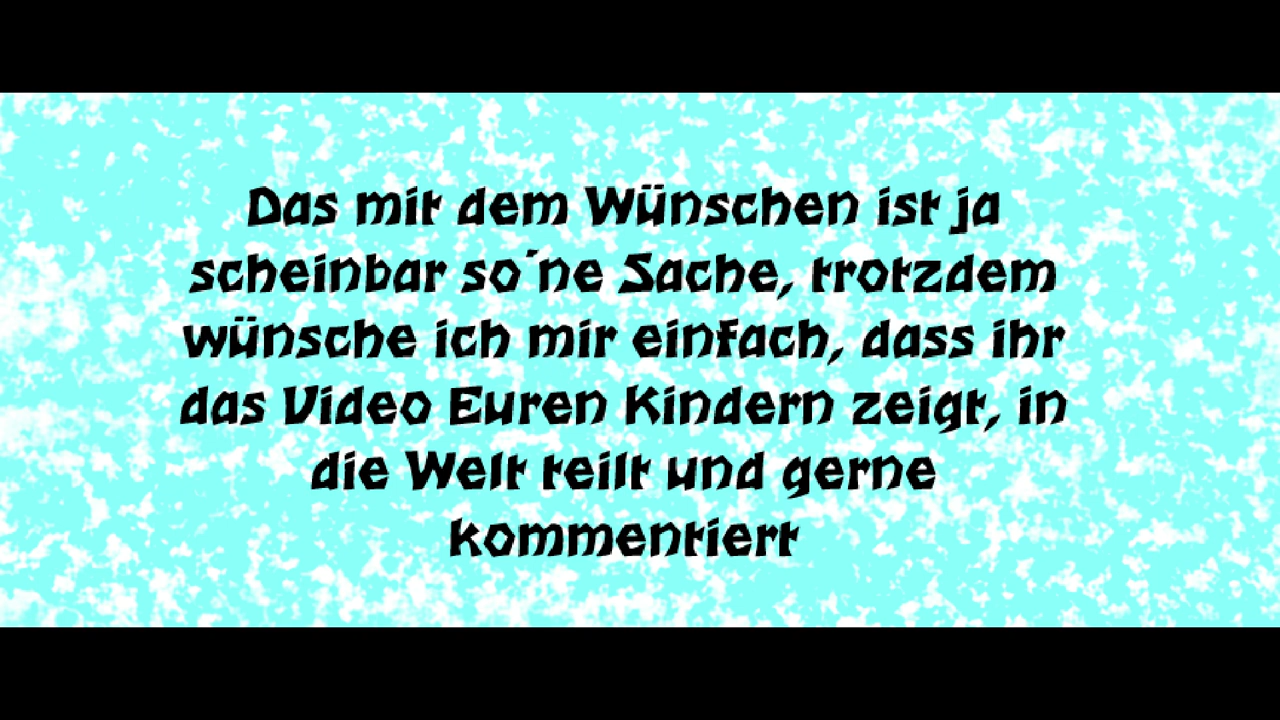 Das mit dem Wünschen ist ja
scheinbar so´ne Sache, trotzdem
wünsche ich mir einfach, dass ihr
das Video Euren Kindern zeigt, in
die Welt teilt und gerne
kommentiert